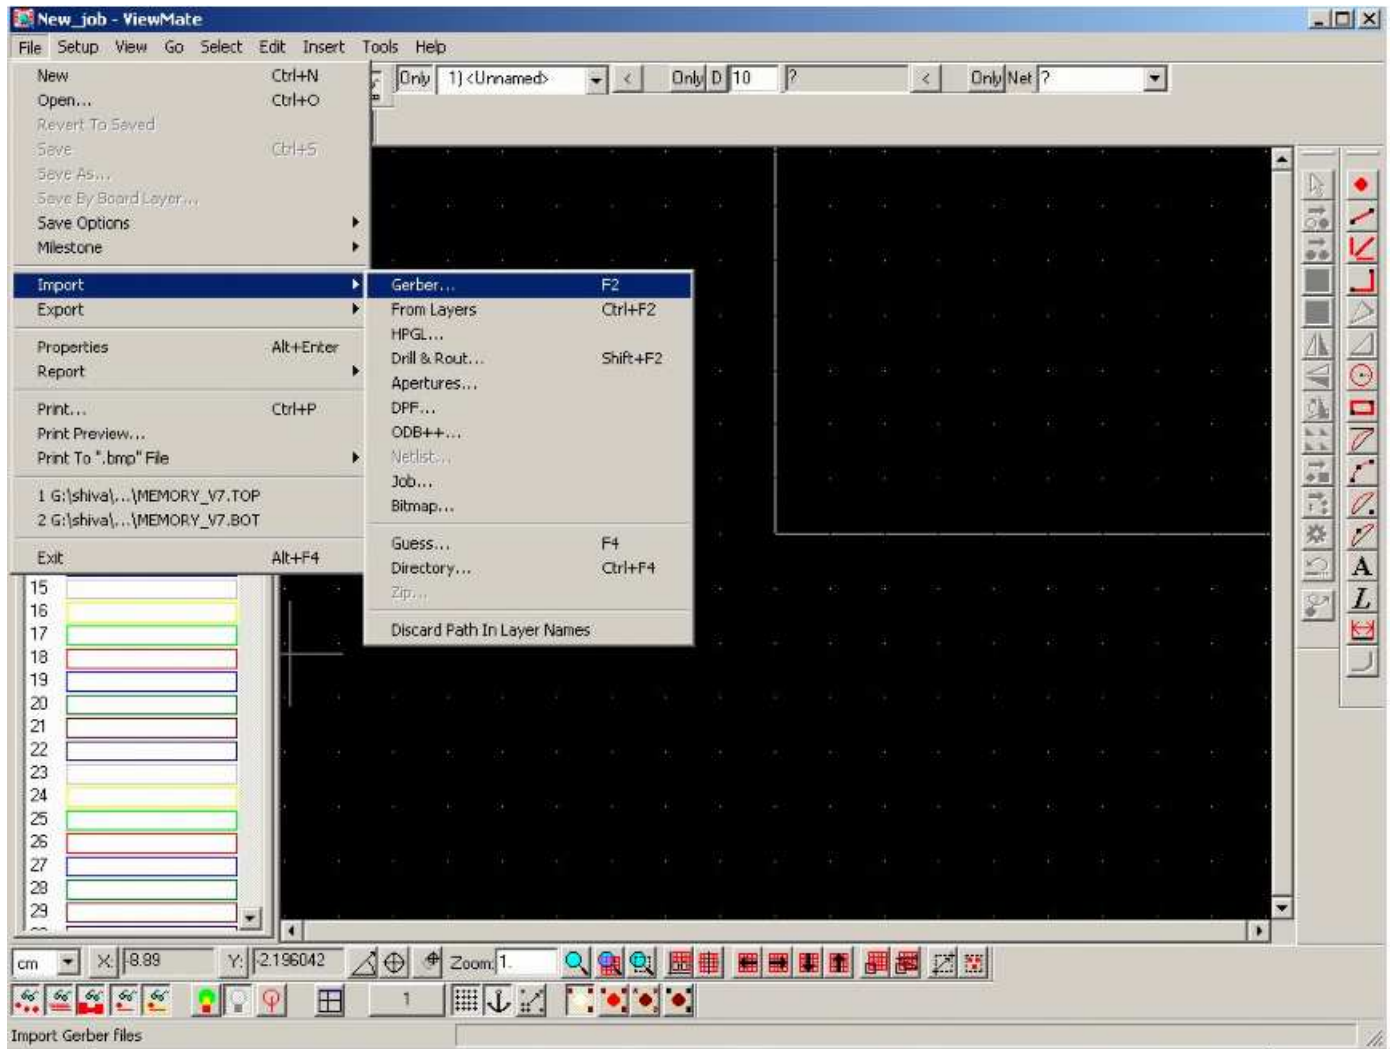 New_job - ViewMate
File Setup View Go Select Edit Insert Tools Help
New Ctrl+N
Only 1) <Unnamed> < Only D 10 ? < Only Net ?
Open... Ctrl+O
Revert To Saved
Save Ctrl+S
Save As...
Save By Board Layer...
Save Options
Milestone
Import
Export
Properties Alt+Enter
Report
Print... Ctrl+P
Print Preview...
Print To ".bmp" File
1 G:\shiva\...\MEMORY_V7.TOP
2 G:\shiva\...\MEMORY_V7.BOT
Exit Alt+F4
Gerber... F2
From Layers Ctrl+F2
HPGL...
Drill & Rout... Shift+F2
Apertures...
DPF...
ODB++...
Netlist...
Job...
Bitmap...
Guess... F4
Directory... Ctrl+F4
Zip...
Discard Path In Layer Names
15
16
17
18
19
20
21
22
23
24
25
26
27
28
29
A
L
cm X: -8.89 Y: -2.196042 Zoom: 1.
1
Import Gerber files